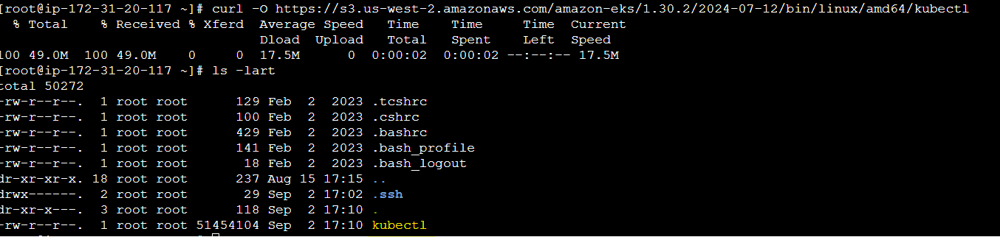 [root@ip-172-31-20-117 ~]# curl -O https://s3.us-west-2.amazonaws.com/amazon-eks/1.30.2/2024-07-12/bin/linux/amd64/kubectl
  % Total    % Received % Xferd  Average Speed   Time    Time     Time  Current
                                 Dload  Upload   Total   Spent    Left  Speed
100 49.0M  100 49.0M    0     0  17.5M      0  0:00:02  0:00:02 --:--:-- 17.5M
[root@ip-172-31-20-117 ~]# ls -lart
total 50272
-rw-r--r--.  1 root root      129 Feb  2  2023 .tcshrc
-rw-r--r--.  1 root root      100 Feb  2  2023 .cshrc
-rw-r--r--.  1 root root      429 Feb  2  2023 .bashrc
-rw-r--r--.  1 root root      141 Feb  2  2023 .bash_profile
-rw-r--r--.  1 root root       18 Feb  2  2023 .bash_logout
dr-xr-xr-x. 18 root root      237 Aug 15 17:15 ..
drwx------.  2 root root       29 Sep  2 17:02 .ssh
dr-xr-x---.  3 root root      118 Sep  2 17:10 .
-rw-r--r--.  1 root root 51454104 Sep  2 17:10 kubectl